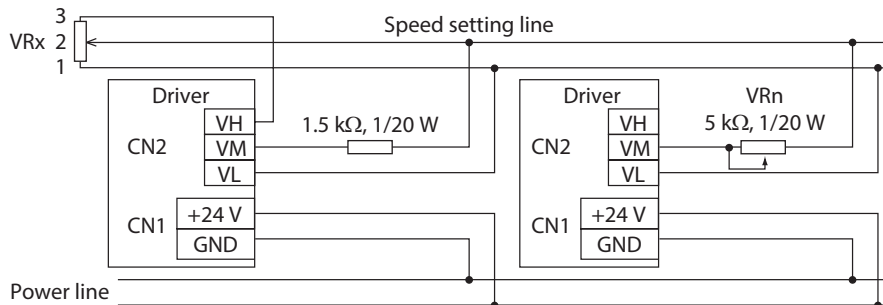 3
VRx 2
1
Speed setting line
Driver
CN2
VH
VM
VL
1.5 kΩ, 1/20 W
CN1
+24 V
GND
Driver
CN2
VH
VM
VL
VRn
5 kΩ, 1/20 W
CN1
+24 V
GND
Power line